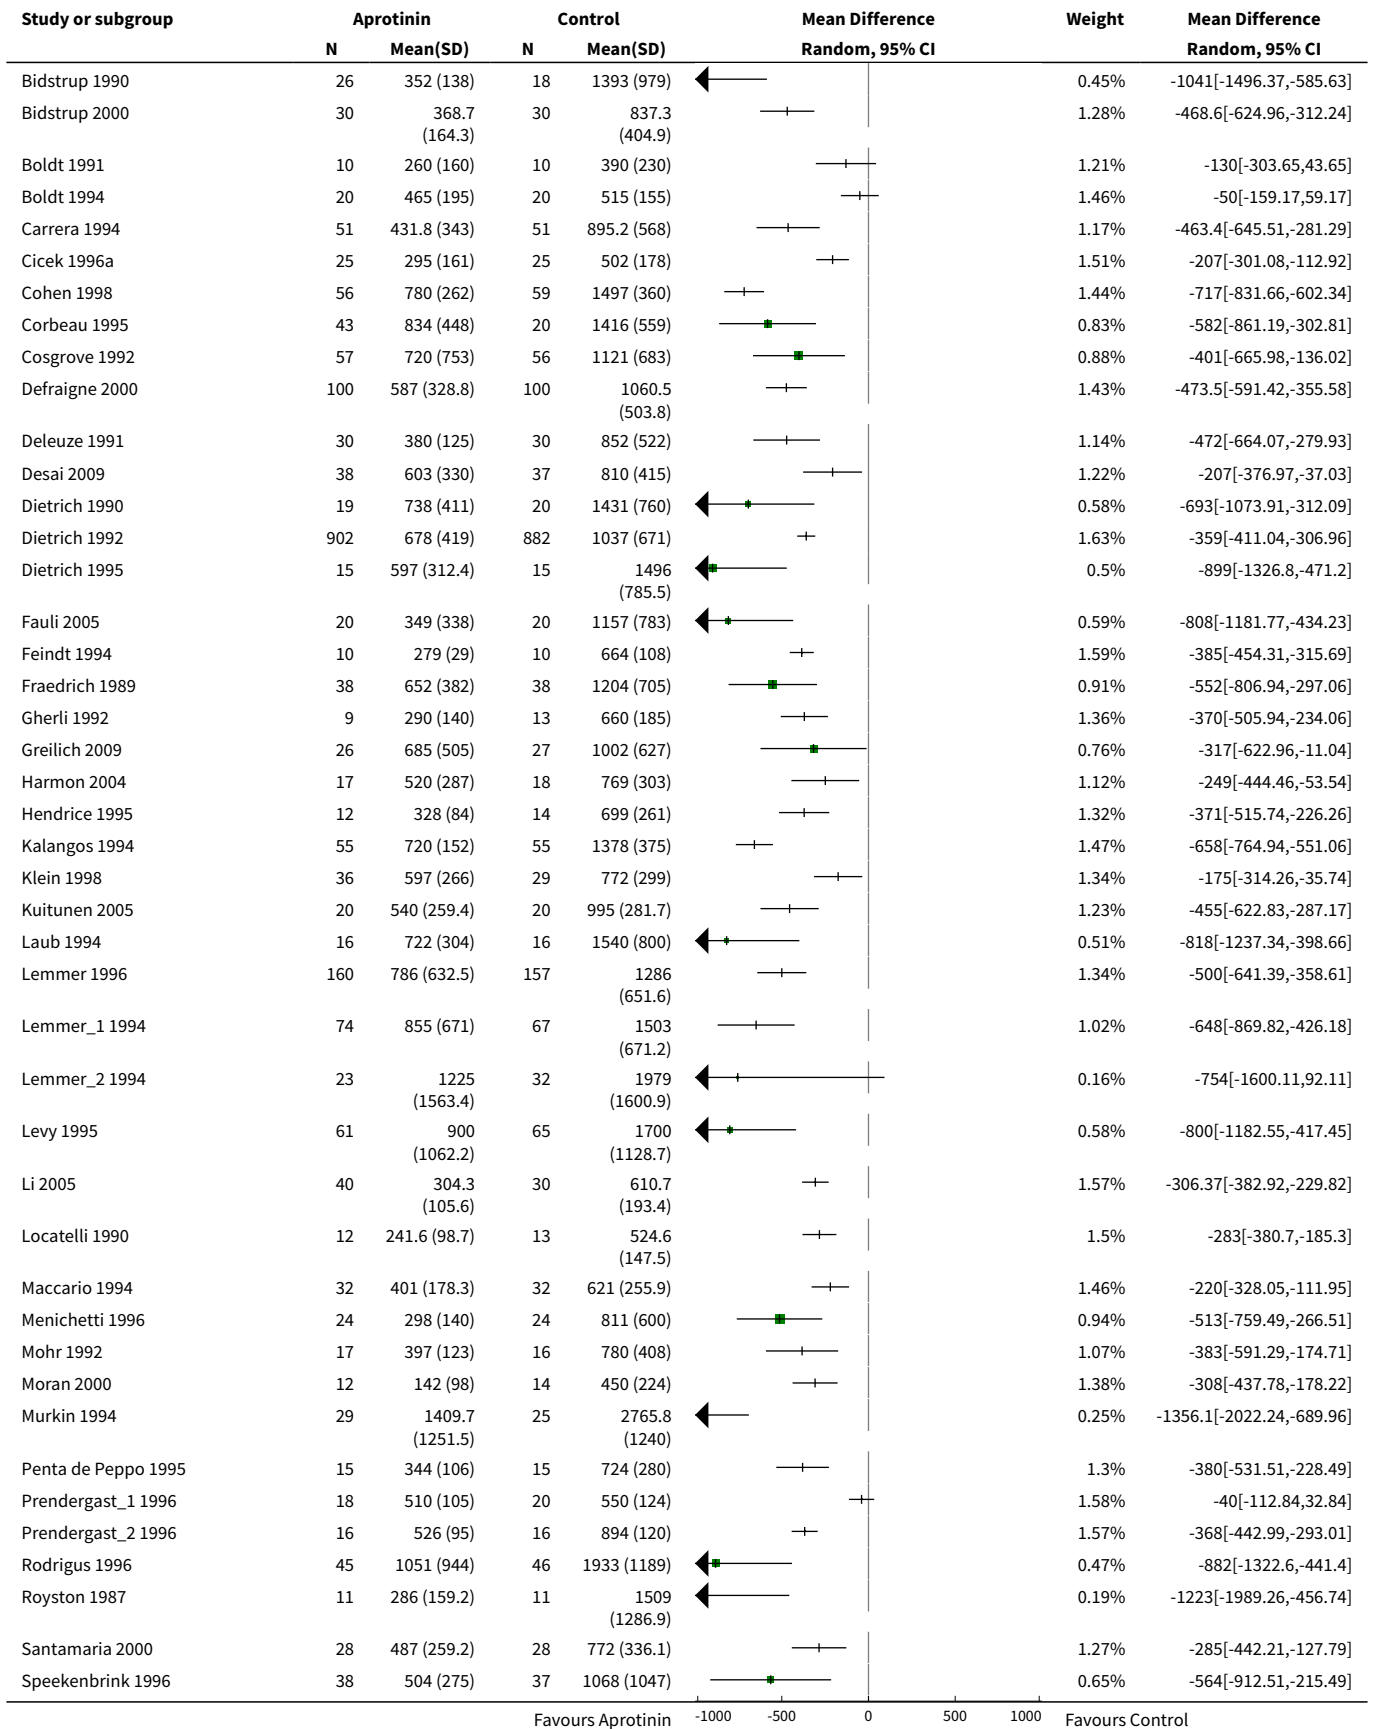 Study or subgroup Aprotinin Control Mean Difference Weight Mean Difference
N Mean(SD) N Mean(SD) Random, 95% CI Random, 95% CI
Bidstrup 1990 26 352 (138) 18 1393 (979) 0.45% -1041[-1496.37,-585.63]
Bidstrup 2000 30 368.7 30 837.3 1.28% -468.6[-624.96,-312.24]
(164.3) (404.9)
Boldt 1991 10 260 (160) 10 390 (230) 1.21% -130[-303.65,43.65]
Boldt 1994 20 465 (195) 20 515 (155) 1.46% -50[-159.17,59.17]
Carrera 1994 51 431.8 (343) 51 895.2 (568) 1.17% -463.4[-645.51,-281.29]
Cicek 1996a 25 295 (161) 25 502 (178) 1.51% -207[-301.08,-112.92]
Cohen 1998 56 780 (262) 59 1497 (360) 1.44% -717[-831.66,-602.34]
Corbeau 1995 43 834 (448) 20 1416 (559) 0.83% -582[-861.19,-302.81]
Cosgrove 1992 57 720 (753) 56 1121 (683) 0.88% -401[-665.98,-136.02]
Defraigne 2000 100 587 (328.8) 100 1060.5 1.43% -473.5[-591.42,-355.58]
(503.8)
Deleuze 1991 30 380 (125) 30 852 (522) 1.14% -472[-664.07,-279.93]
Desai 2009 38 603 (330) 37 810 (415) 1.22% -207[-376.97,-37.03]
Dietrich 1990 19 738 (411) 20 1431 (760) 0.58% -693[-1073.91,-312.09]
Dietrich 1992 902 678 (419) 882 1037 (671) 1.63% -359[-411.04,-306.96]
Dietrich 1995 15 597 (312.4) 15 1496 0.5% -899[-1326.8,-471.2]
(785.5)
Fauli 2005 20 349 (338) 20 1157 (783) 0.59% -808[-1181.77,-434.23]
Feindt 1994 10 279 (29) 10 664 (108) 1.59% -385[-454.31,-315.69]
Fraedrich 1989 38 652 (382) 38 1204 (705) 0.91% -552[-806.94,-297.06]
Gherli 1992 9 290 (140) 13 660 (185) 1.36% -370[-505.94,-234.06]
Greilich 2009 26 685 (505) 27 1002 (627) 0.76% -317[-622.96,-11.04]
Harmon 2004 17 520 (287) 18 769 (303) 1.12% -249[-444.46,-53.54]
Hendrice 1995 12 328 (84) 14 699 (261) 1.32% -371[-515.74,-226.26]
Kalangos 1994 55 720 (152) 55 1378 (375) 1.47% -658[-764.94,-551.06]
Klein 1998 36 597 (266) 29 772 (299) 1.34% -175[-314.26,-35.74]
Kuitunen 2005 20 540 (259.4) 20 995 (281.7) 1.23% -455[-622.83,-287.17]
Laub 1994 16 722 (304) 16 1540 (800) 0.51% -818[-1237.34,-398.66]
Lemmer 1996 160 786 (632.5) 157 1286 1.34% -500[-641.39,-358.61]
(651.6)
Lemmer_1 1994 74 855 (671) 67 1503 1.02% -648[-869.82,-426.18]
(671.2)
Lemmer_2 1994 23 1225 32 1979 0.16% -754[-1600.11,92.11]
(1563.4) (1600.9)
Levy 1995 61 900 65 1700 0.58% -800[-1182.55,-417.45]
(1062.2) (1128.7)
Li 2005 40 304.3 30 610.7 1.57% -306.37[-382.92,-229.82]
(105.6) (193.4)
Locatelli 1990 12 241.6 (98.7) 13 524.6 1.5% -283[-380.7,-185.3]
(147.5)
Maccario 1994 32 401 (178.3) 32 621 (255.9) 1.46% -220[-328.05,-111.95]
Menichetti 1996 24 298 (140) 24 811 (600) 0.94% -513[-759.49,-266.51]
Mohr 1992 17 397 (123) 16 780 (408) 1.07% -383[-591.29,-174.71]
Moran 2000 12 142 (98) 14 450 (224) 1.38% -308[-437.78,-178.22]
Murkin 1994 29 1409.7 25 2765.8 0.25% -1356.1[-2022.24,-689.96]
(1251.5) (1240)
Penta de Peppo 1995 15 344 (106) 15 724 (280) 1.3% -380[-531.51,-228.49]
Prendergast_1 1996 18 510 (105) 20 550 (124) 1.58% -40[-112.84,32.84]
Prendergast_2 1996 16 526 (95) 16 894 (120) 1.57% -368[-442.99,-293.01]
Rodrigus 1996 45 1051 (944) 46 1933 (1189) 0.47% -882[-1322.6,-441.4]
Royston 1987 11 286 (159.2) 11 1509 0.19% -1223[-1989.26,-456.74]
(1286.9)
Santamaria 2000 28 487 (259.2) 28 772 (336.1) 1.27% -285[-442.21,-127.79]
Speekenbrink 1996 38 504 (275) 37 1068 (1047) 0.65% -564[-912.51,-215.49]
Favours Aprotinin -1000 -500 0 500 1000 Favours Control